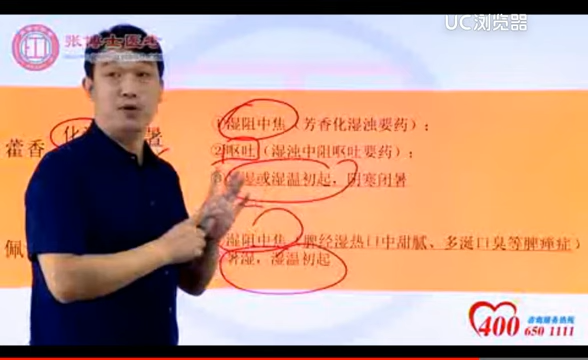 UC浏览器
张博士医考
①湿阻中焦（芳香化湿浊要药）；
藿香
化
暑
②呕吐（湿浊中阻呕吐要药）；
湿或湿温初起，阴寒闭暑
佩
湿阻中焦
脾经湿热口中甜腻、多涎口臭等脾瘅症）
暑湿，湿温初起
400
650 1111